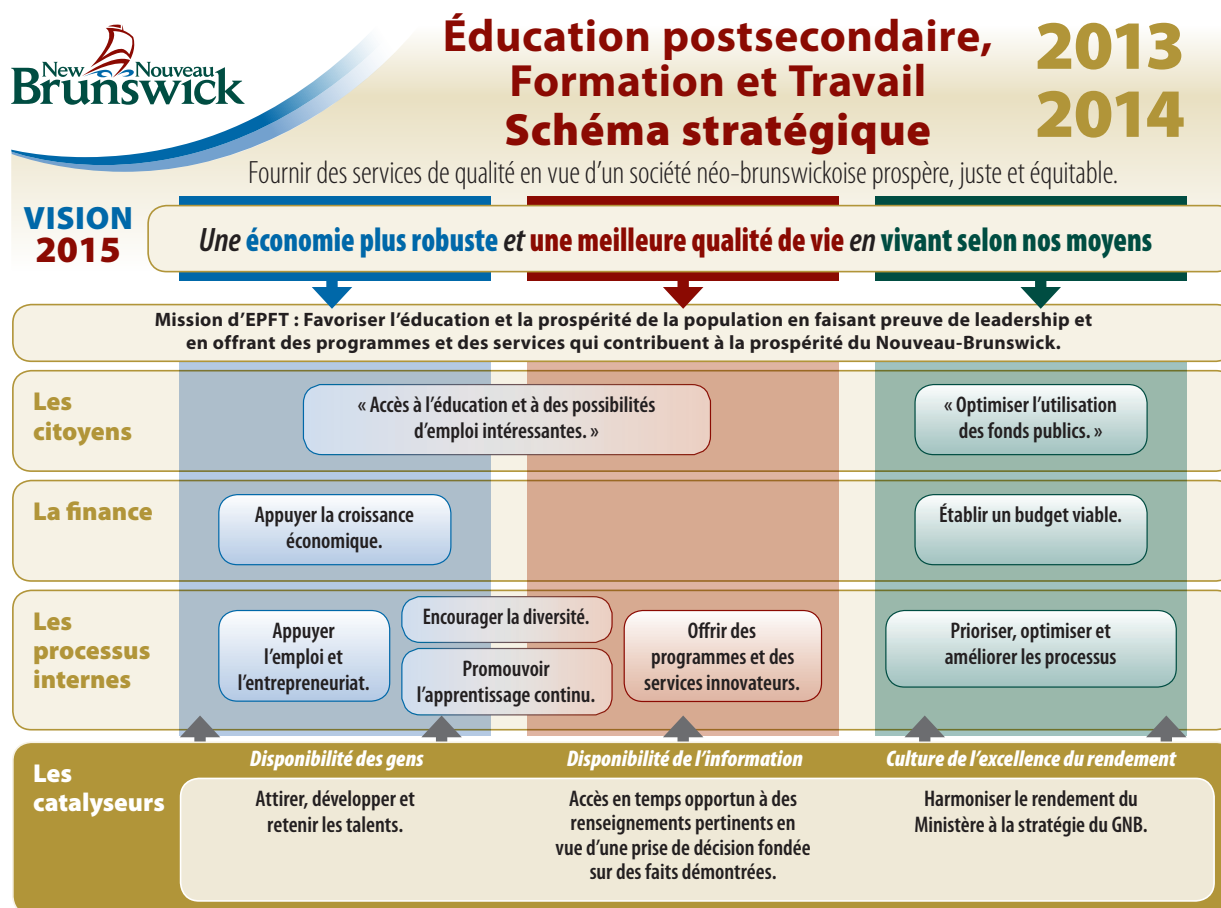 New Nouveau
Brunswick
Éducation postsecondaire,
Formation et Travail
Schéma stratégique
2013
2014
Fournir des services de qualité en vue d’un société néo-brunswickoise prospère, juste et équitable.
VISION
2015
Une économie plus robuste et une meilleure qualité de vie en vivant selon nos moyens
Mission d’EPFT : Favoriser l’éducation et la prospérité de la population en faisant preuve de leadership et
en offrant des programmes et des services qui contribuent à la prospérité du Nouveau-Brunswick.
Les
citoyens
« Accès à l’éducation et à des possibilités
d’emploi intéressantes. »
« Optimiser l’utilisation
des fonds publics. »
La finance
Appuyer la croissance
économique.
Établir un budget viable.
Les
processus
internes
Appuyer
l’emploi et
l’entrepreneuriat.
Encourager la diversité.
Promouvoir
l’apprentissage continu.
Offrir des
programmes et des
services innovateurs.
Prioriser, optimiser et
améliorer les processus
Les
catalyseurs
Disponibilité des gens
Attirer, développer et
retenir les talents.
Disponibilité de l’information
Accès en temps opportun à des
renseignements pertinents en
vue d’une prise de décision fondée
sur des faits démontrées.
Culture de l’excellence du rendement
Harmoniser le rendement du
Ministère à la stratégie du GNB.